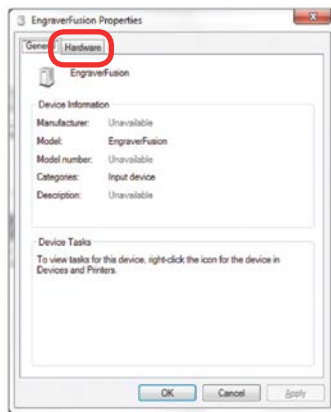 EngraverFusion Properties
General
Hardware
EngraverFusion
Device Information
Manufacturer: Unavailable
Model: EngraverFusion
Model number: Unavailable
Categories: Input device
Description: Unavailable
Device Tasks
To view tasks for this device, right-click the icon for the device in
Devices and Printers.
OK
Cancel
Apply